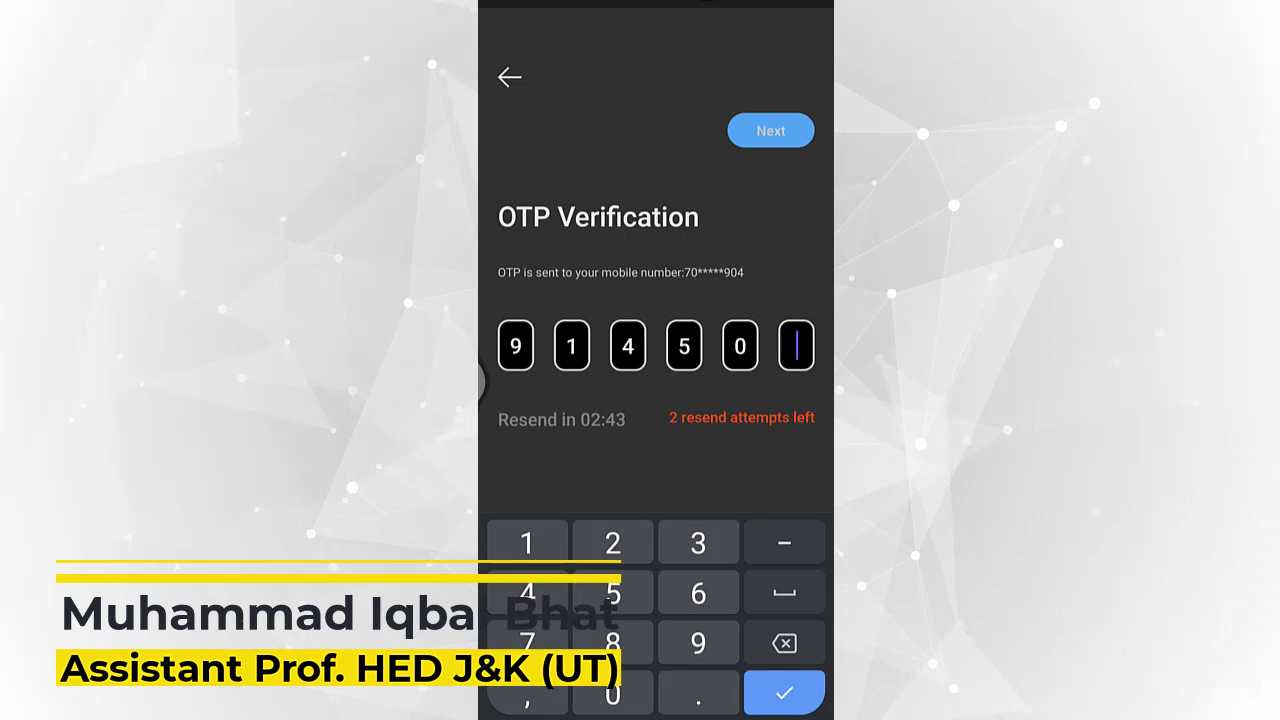 Next
OTP Verification
OTP is sent to your mobile number:70*****904
9 1 4 5 0
Resend in 02:43
2 resend attempts left
1 2 3 -
4 5 6
7 8 9
, 0 .
Muhammad Iqbal Bhat
Assistant Prof. HED J&K (UT)